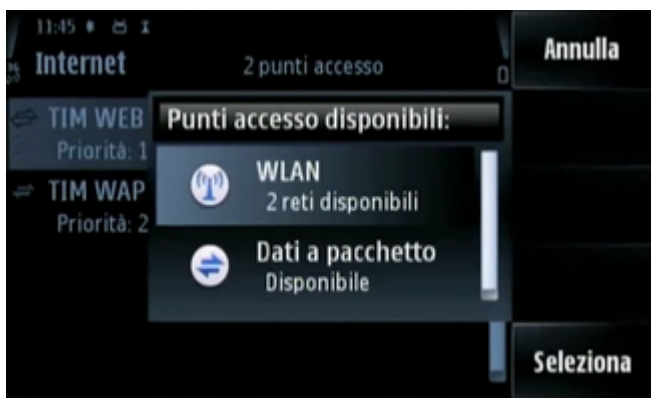 11:45
Internet
2 punti accesso
Annulla
TIM WEB
Priorità: 1
TIM WAP
Priorità: 2
Punti accesso disponibili:
WLAN
2 reti disponibili
Dati a pacchetto
Disponibile
Seleziona